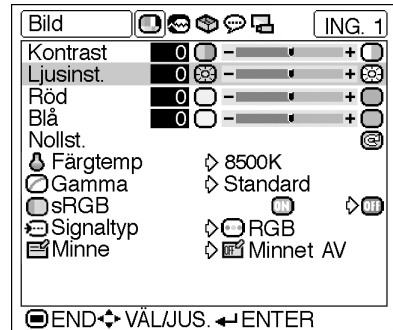 Bild ING. 1
Kontrast 0 - +
Ljusinst. 0 - +
Röd 0 - +
Blå 0 - +
Nollst.
Färgtemp 8500K
Gamma Standard
sRGB ON OFF
Signaltyp RGB
Minne OFF Minnet AV
END VÄL/JUS. ENTER